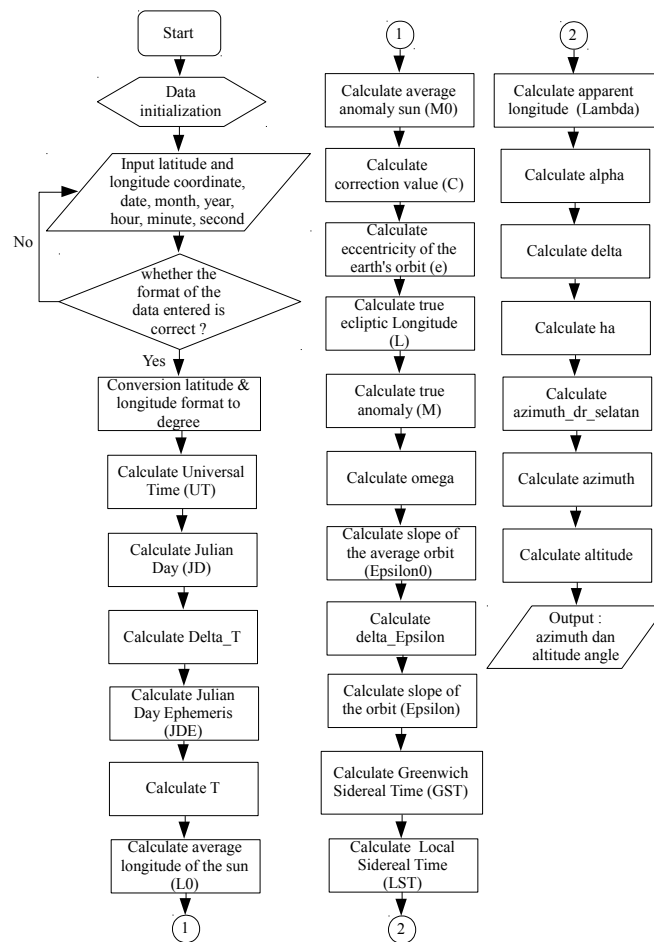 Start
Data
initialization
Input latitude and
longitude coordinate,
date, month, year,
hour, minute, second
No
whether the
format of the
data entered is
correct ?
Yes
Conversion latitude &
longitude format to
degree
Calculate Universal
Time (UT)
Calculate Julian
Day (JD)
Calculate Delta_T
Calculate Julian
Day Ephemeris
(JDE)
Calculate T
Calculate average
longitude of the sun
(L0)
1
1
Calculate average
anomaly sun (M0)
Calculate
correction value (C)
Calculate
eccentricity of the
earth's orbit (e)
Calculate true
ecliptic Longitude
(L)
Calculate true
anomaly (M)
Calculate omega
Calculate slope of
the average orbit
(Epsilon0)
Calculate
delta_Epsilon
Calculate slope of
the orbit (Epsilon)
Calculate Greenwich
Sidereal Time (GST)
Calculate Local
Sidereal Time
(LST)
2
2
Calculate apparent
longitude (Lambda)
Calculate alpha
Calculate delta
Calculate ha
Calculate
azimuth_dr_selatan
Calculate azimuth
Calculate altitude
Output :
azimuth dan
altitude angle